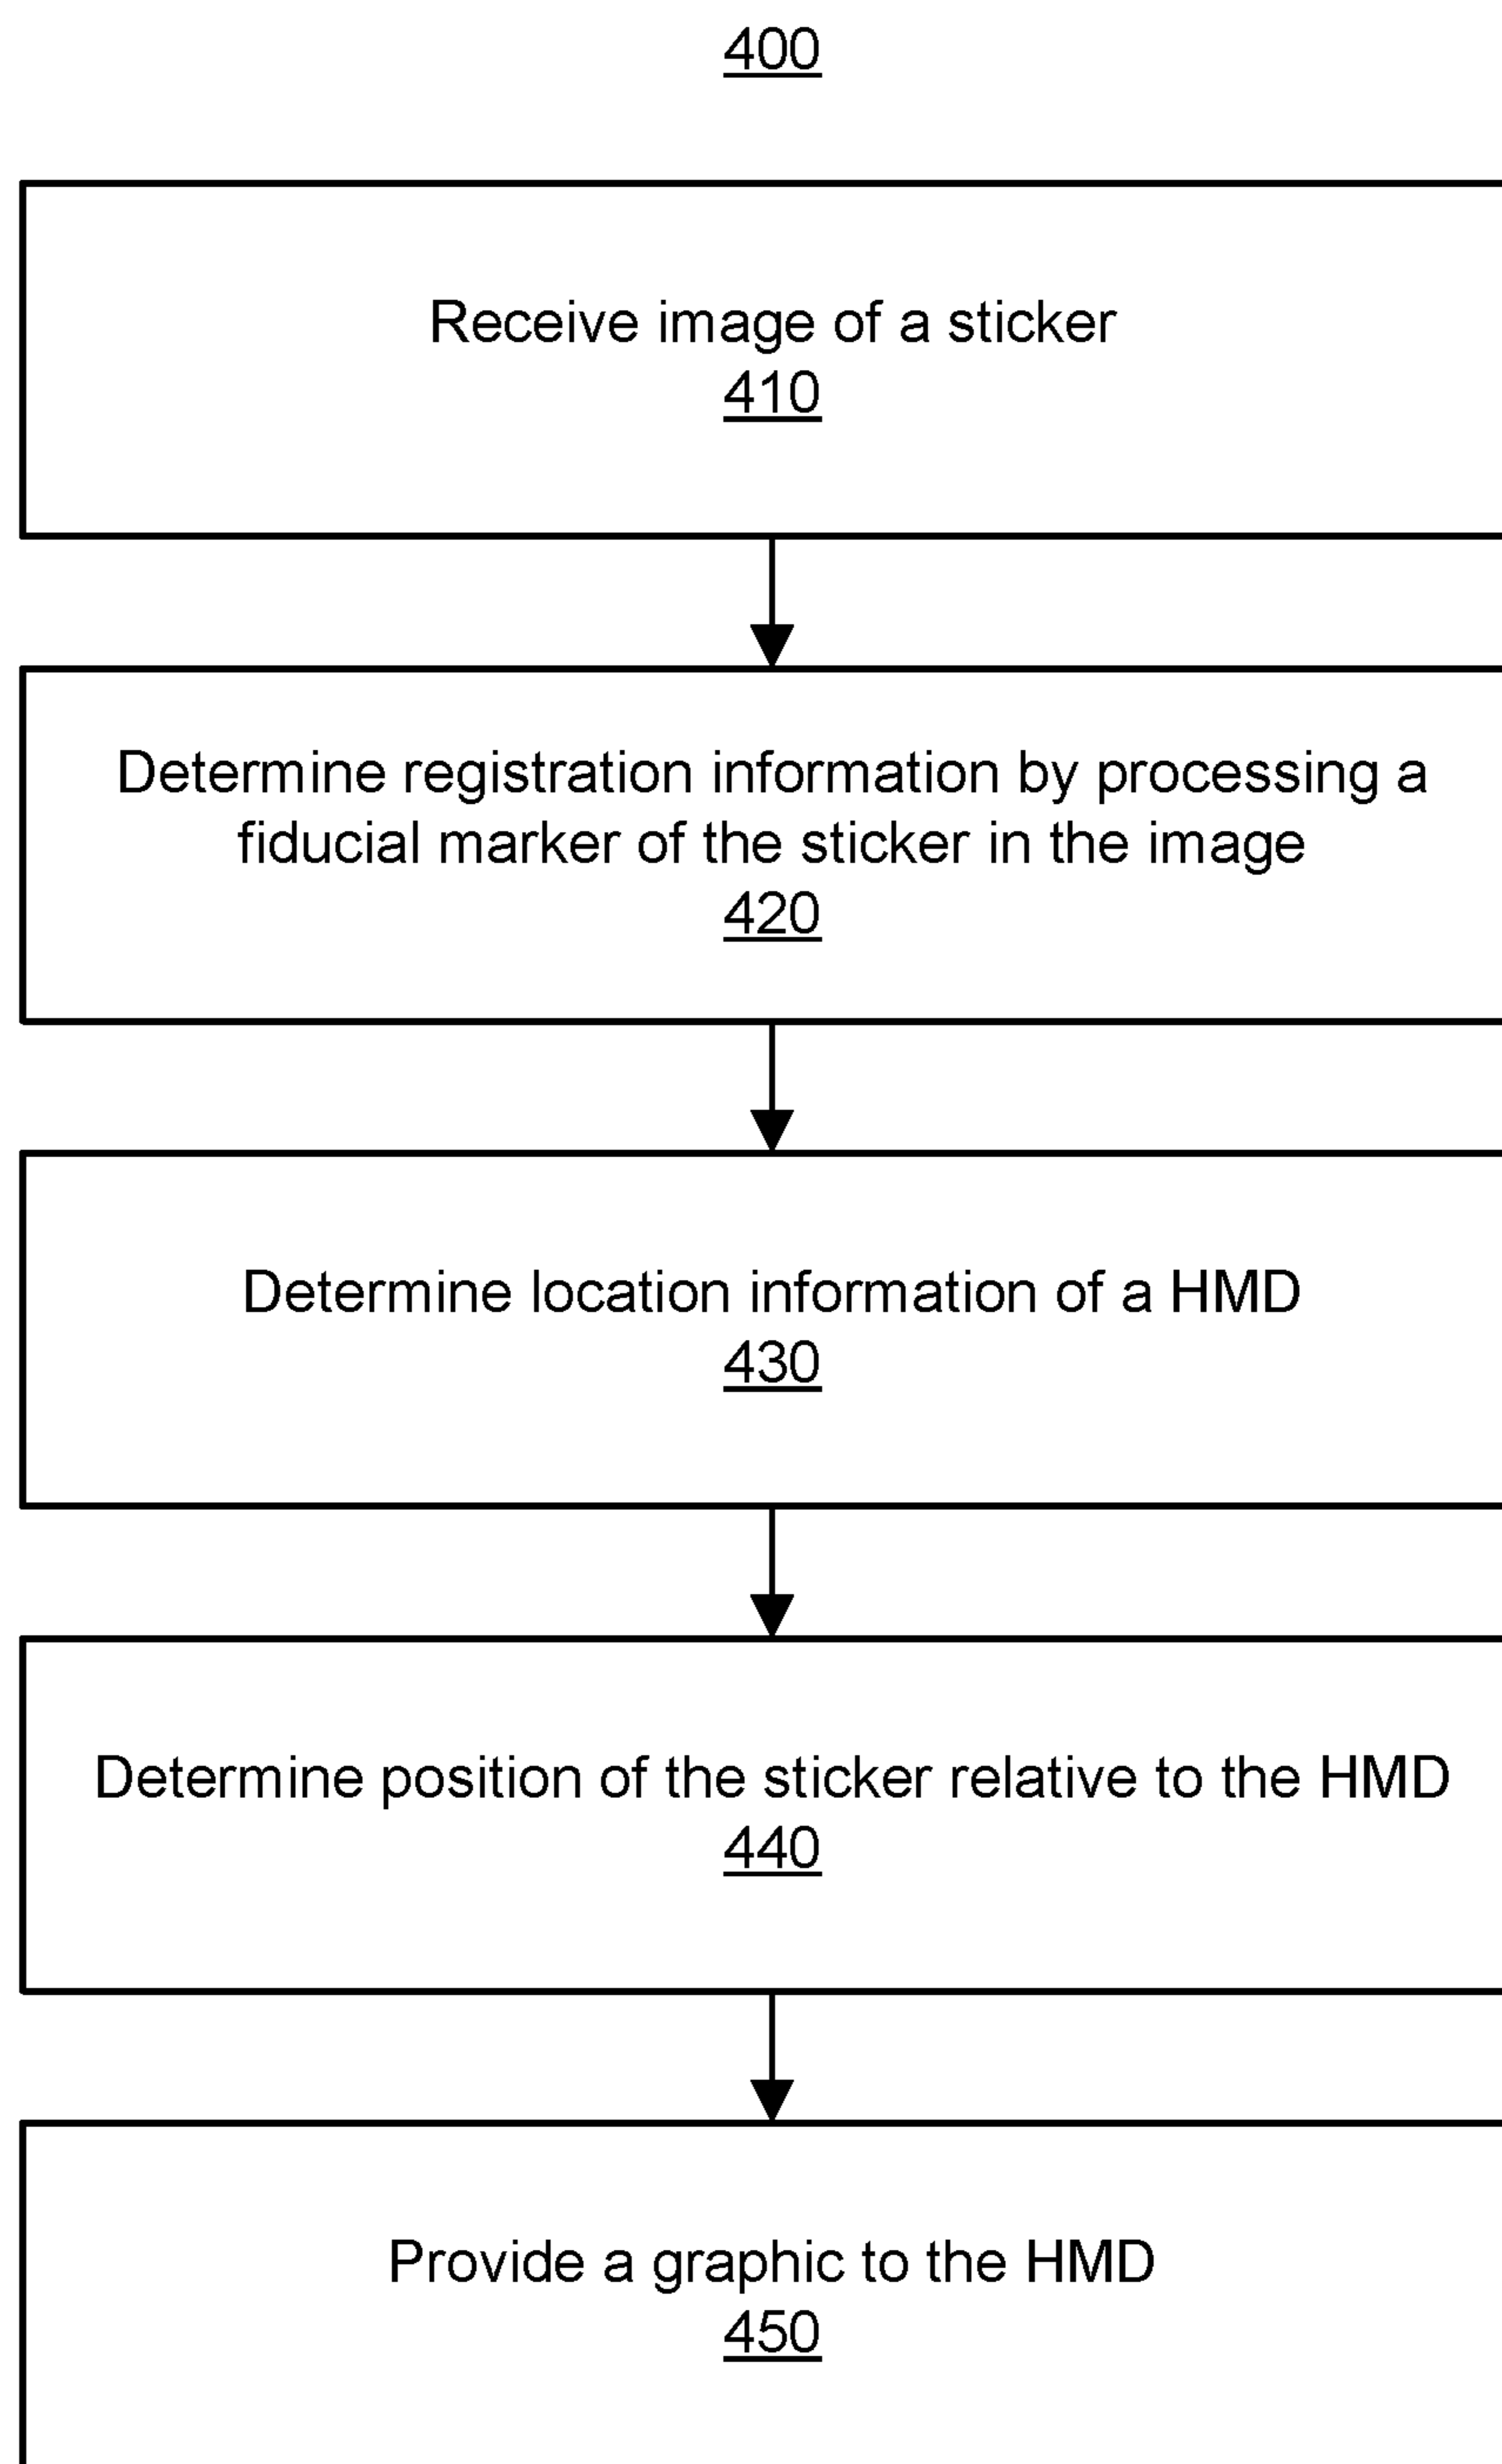 400
Receive image of a sticker
410
Determine registration information by processing a
fiducial marker of the sticker in the image
420
Determine location information of a HMD
430
Determine position of the sticker relative to the HMD
440
Provide a graphic to the HMD
450